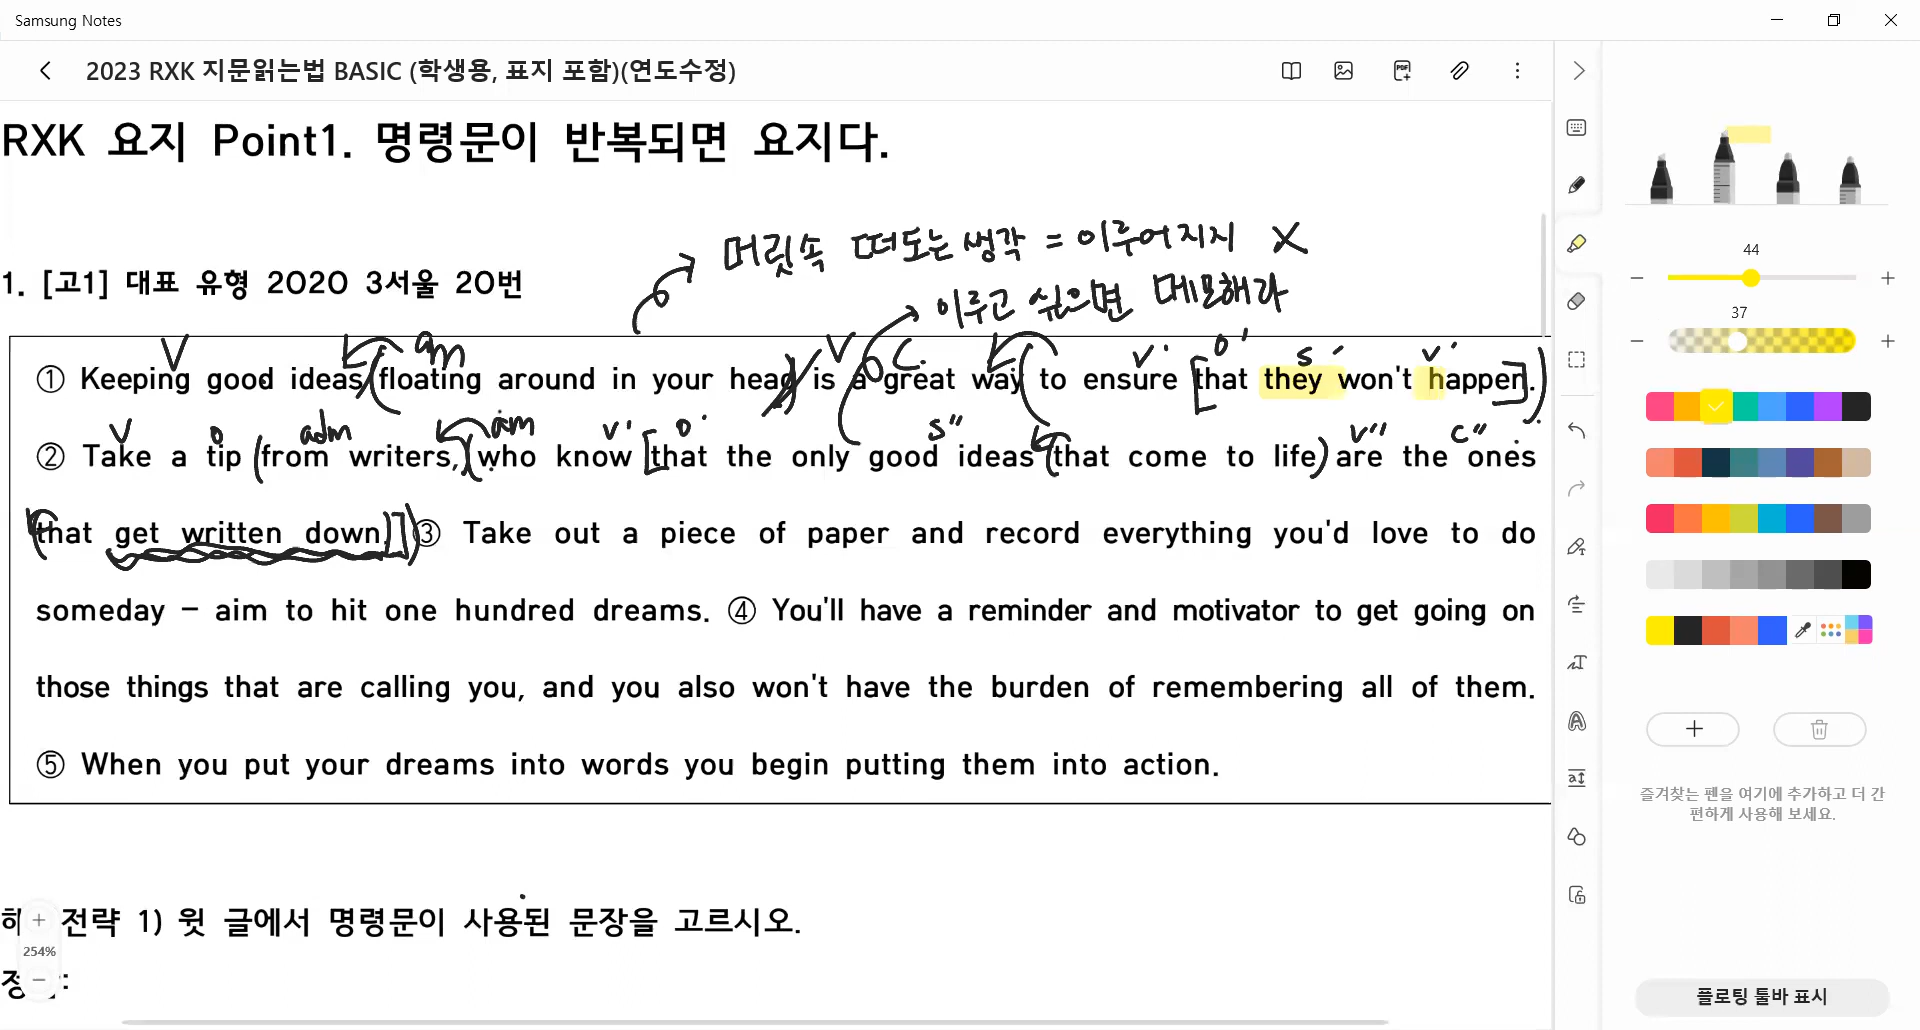 Samsung Notes
2023 RXK 지문읽는법 BASIC (학생용, 표지 포함)(연도수정)
RXK 요지 Point1. 명령문이 반복되면 요지다.
머릿속 떠도는 생각 = 이루어지지 X
1. [고1] 대표 유형 2020 3서울 20번
이루고 싶으면 메모해라
V am V C. V' O' S' V'
① Keeping good ideas (floating around in your head) is a great way (to ensure [that they won't happen.])
V o adm am V' O' S" V" C"
② Take a tip (from writers, (who know [that the only good ideas (that come to life) are the ones
(that get written down.])) ③ Take out a piece of paper and record everything you'd love to do
someday – aim to hit one hundred dreams. ④ You'll have a reminder and motivator to get going on
those things that are calling you, and you also won't have the burden of remembering all of them.
⑤ When you put your dreams into words you begin putting them into action.
전략 1) 윗 글에서 명령문이 사용된 문장을 고르시오.
254%
44
37
즐겨찾는 펜을 여기에 추가하고 더 간
편하게 사용해 보세요.
플로팅 툴바 표시